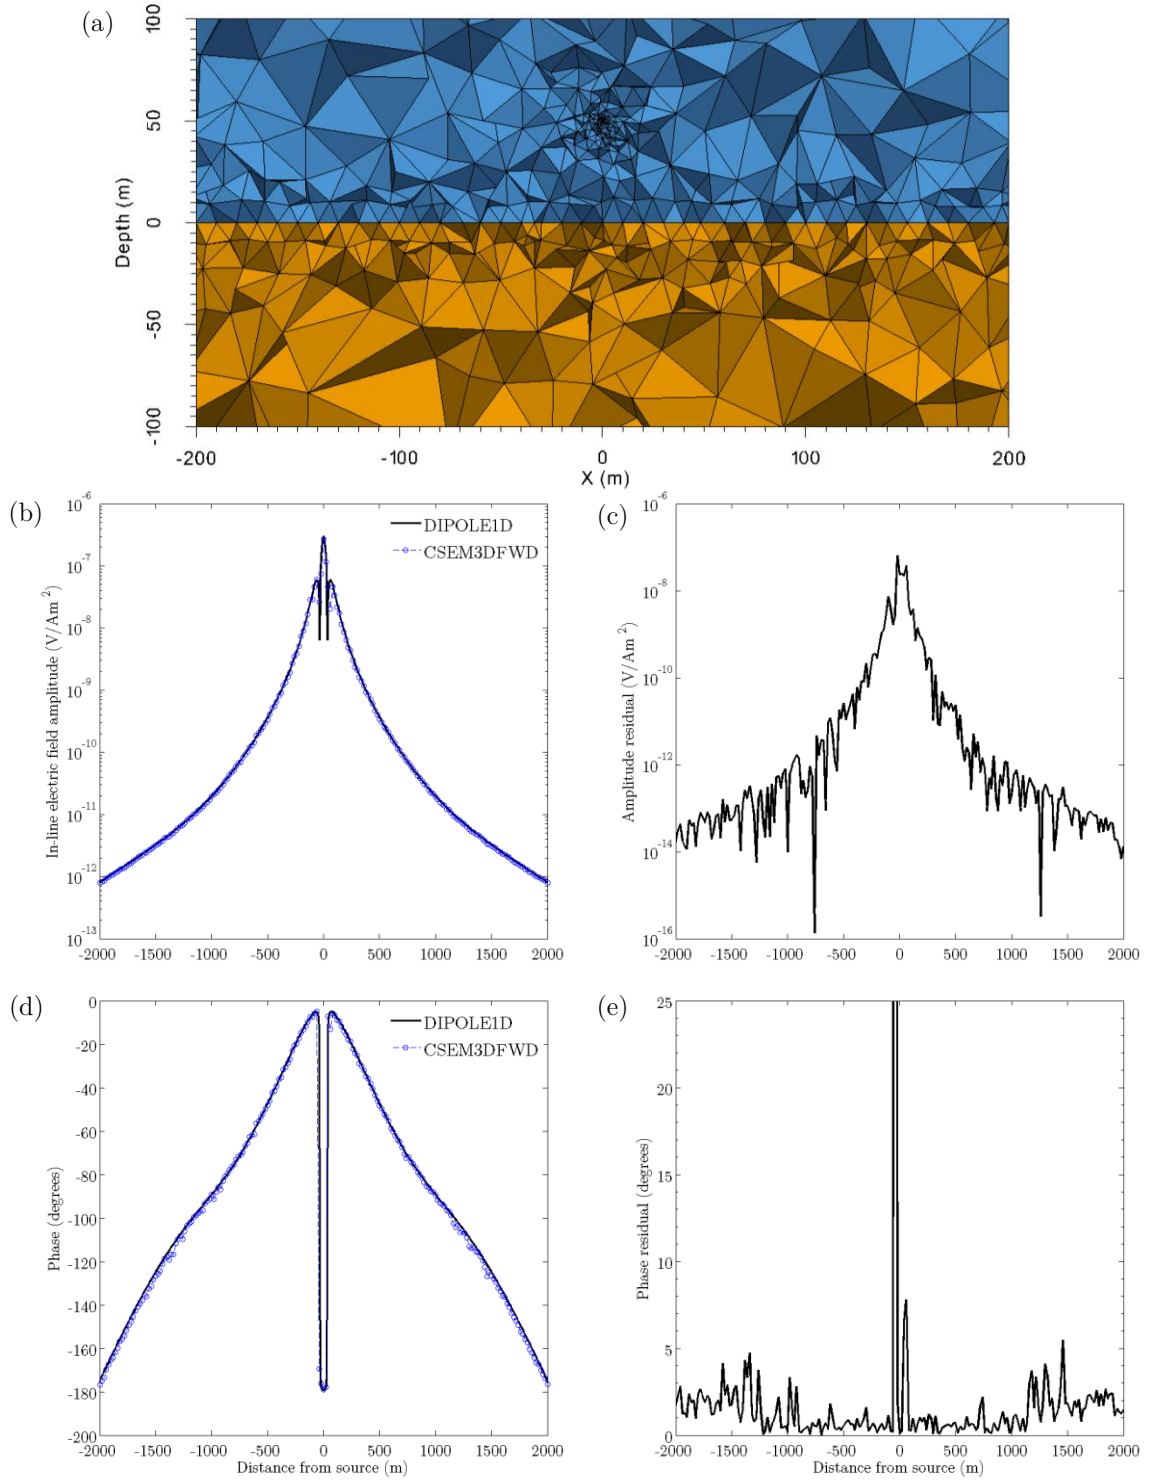 (a)
100
50
0
-50
-100
Depth (m)
-200 -100 0 100 200
X (m)
(b)
10-6
10-7
10-8
10-9
10-10
10-11
10-12
10-13
In-line electric field amplitude (V/Am 2)
DIPOLE1D
CSEM3DFWD
-2000 -1500 -1000 -500 0 500 1000 1500 2000
(c)
10-6
10-8
10-10
10-12
10-14
10-16
Amplitude residual (V/Am 2)
-2000 -1500 -1000 -500 0 500 1000 1500 2000
(d)
0
-20
-40
-60
-80
-100
-120
-140
-160
-180
-200
Phase (degrees)
DIPOLE1D
CSEM3DFWD
-2000 -1500 -1000 -500 0 500 1000 1500 2000
Distance from source (m)
(e)
25
20
15
10
5
0
Phase residual (degrees)
-2000 -1500 -1000 -500 0 500 1000 1500 2000
Distance from source (m)